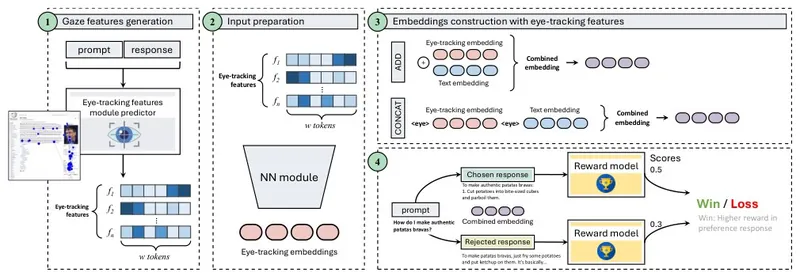 1 Gaze features generation
prompt response
Eye-tracking features
module predictor
Eye-tracking
features
f1
f2
⋮
fn
w tokens
2 Input preparation
Eye-tracking
features
f1
f2
⋮
fn
w tokens
NN module
Eye-tracking embeddings
3 Embeddings construction with eye-tracking features
ADD
+
Eye-tracking embedding
Text embedding
Combined
embedding
CONCAT
Eye-tracking embedding Text embedding
<eye> <eye>
Combined
embedding
4
prompt
How do I make authentic
patatas bravas?
Chosen response
To make authentic patatas bravas:
1. Cut potatoes into bite-sized cubes
and parboil them.
Combined embedding
Rejected response
To make patatas bravas, just fry some potatoes
and put ketchup on them. It's basically...
Reward model
Reward model
Scores
0.5
0.3
Win / Loss
Win: Higher reward in
preference response